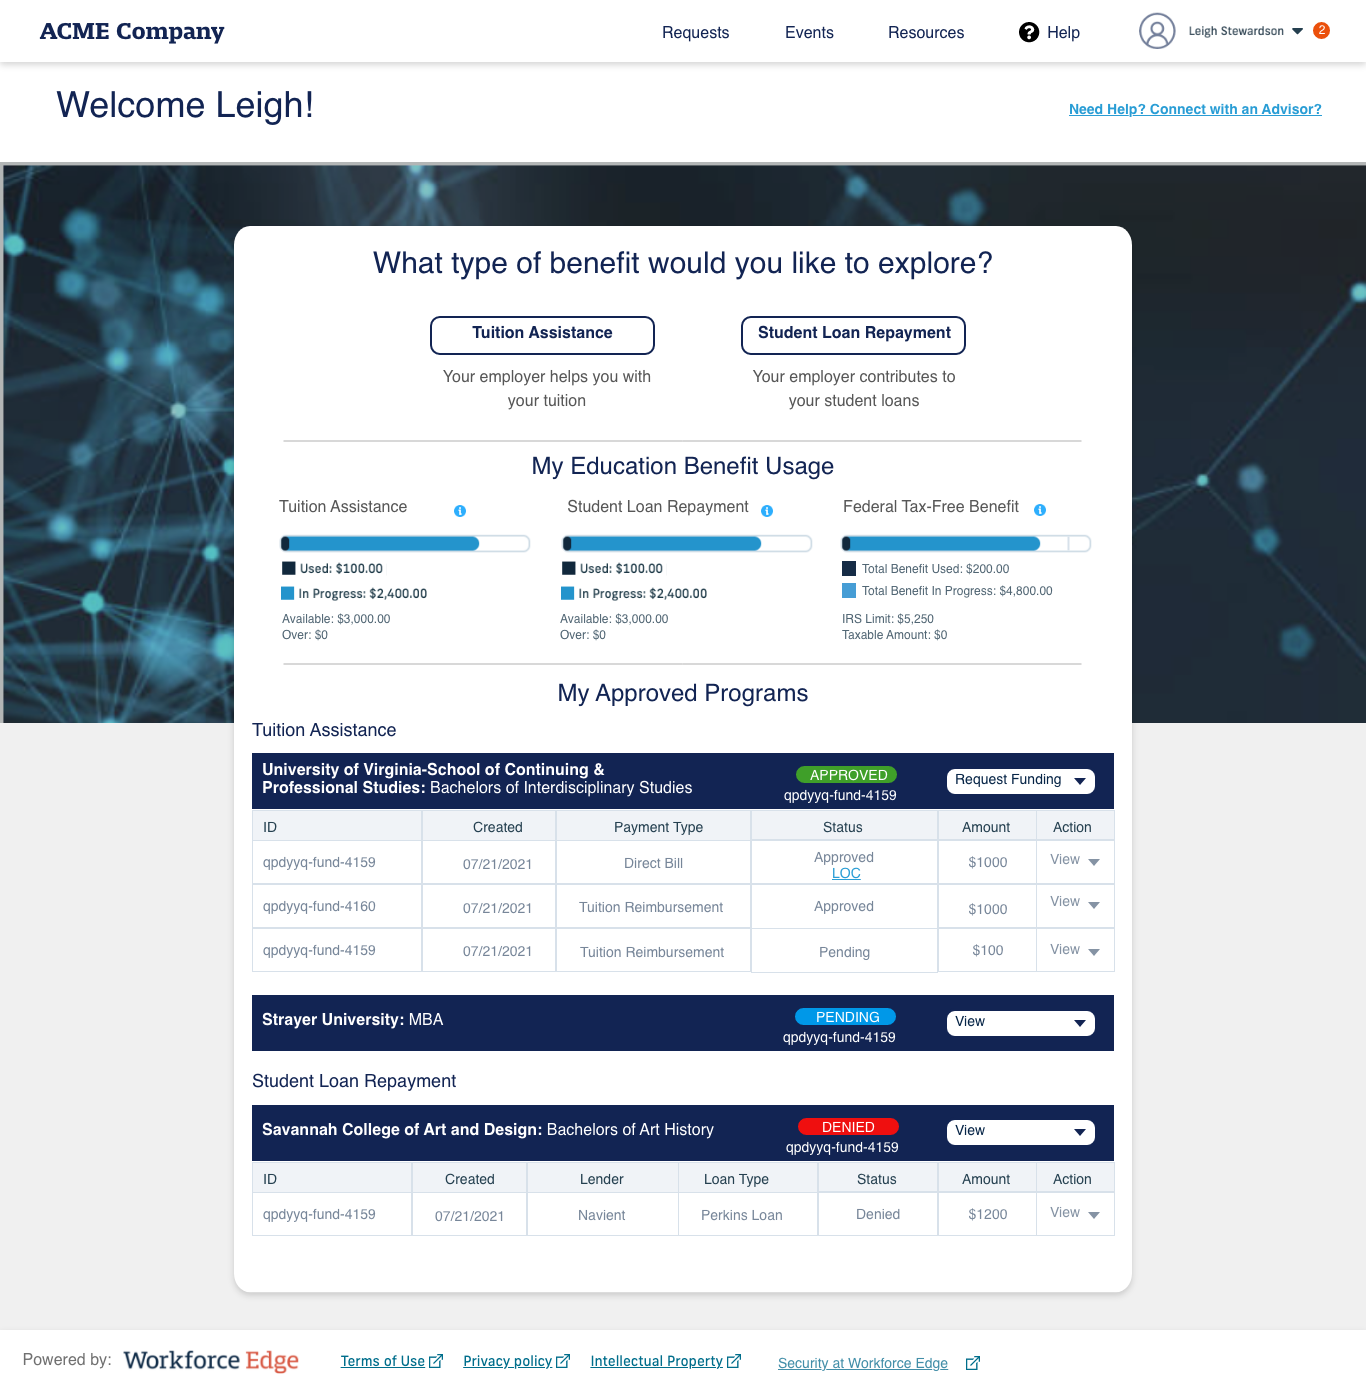 ACME Company
Requests
Events
Resources
Help
Leigh Stewardson
2
Welcome Leigh!
Need Help? Connect with an Advisor?
What type of benefit would you like to explore?
Tuition Assistance
Student Loan Repayment
Your employer helps you with
your tuition
Your employer contributes to
your student loans
My Education Benefit Usage
Tuition Assistance
Used: $100.00
In Progress: $2,400.00
Available: $3,000.00
Over: $0
Student Loan Repayment
Used: $100.00
In Progress: $2,400.00
Available: $3,000.00
Over: $0
Federal Tax-Free Benefit
Total Benefit Used: $200.00
Total Benefit In Progress: $4,800.00
IRS Limit: $5,250
Taxable Amount: $0
My Approved Programs
Tuition Assistance
University of Virginia-School of Continuing &
Professional Studies: Bachelors of Interdisciplinary Studies
APPROVED
qpdyyq-fund-4159
Request Funding
ID Created Payment Type Status Amount Action
qpdyyq-fund-4159 07/21/2021 Direct Bill Approved LOC $1000 View
qpdyyq-fund-4160 07/21/2021 Tuition Reimbursement Approved $1000 View
qpdyyq-fund-4159 07/21/2021 Tuition Reimbursement Pending $100 View
Strayer University: MBA
PENDING
qpdyyq-fund-4159
View
Student Loan Repayment
Savannah College of Art and Design: Bachelors of Art History
DENIED
qpdyyq-fund-4159
View
ID Created Lender Loan Type Status Amount Action
qpdyyq-fund-4159 07/21/2021 Navient Perkins Loan Denied $1200 View
Powered by: Workforce Edge
Terms of Use
Privacy policy
Intellectual Property
Security at Workforce Edge